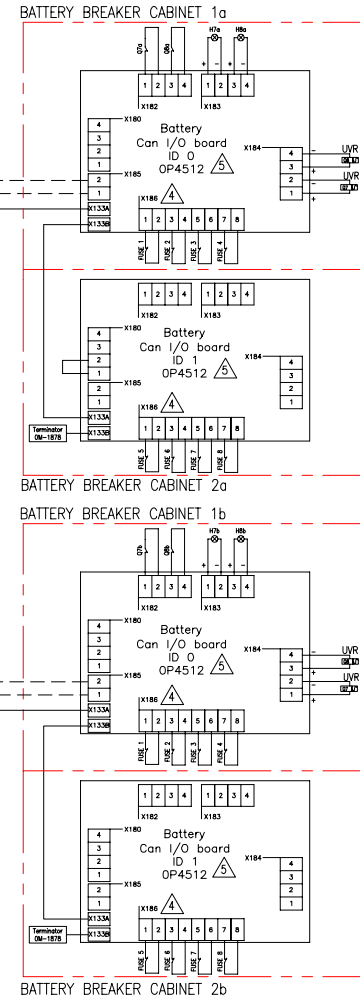 BATTERY BREAKER CABINET 1a
Q7a
Q8a
H7a
H8a
+ - + -
1 2 3 4
1 2 3 4
X182
X183
X180
4
3
2
1
Battery
Can I/O board
ID 0
0P4512
5
X184
4
3
2
1
-
+
-
+
UVR
UVR
X185
2
1
X133A
X133B
X186
4
1 2 3 4 5 6 7 8
FUSE 1
FUSE 2
FUSE 3
FUSE 4
1 2 3 4
1 2 3 4
X182
X183
X180
4
3
2
1
Battery
Can I/O board
ID 1
0P4512
5
X184
4
3
2
1
X185
2
1
X133A
X133B
X186
4
1 2 3 4 5 6 7 8
Terminator
0M-1878
FUSE 5
FUSE 6
FUSE 7
FUSE 8
BATTERY BREAKER CABINET 2a
BATTERY BREAKER CABINET 1b
Q7b
Q8b
H7b
H8b
+ - + -
1 2 3 4
1 2 3 4
X182
X183
X180
4
3
2
1
Battery
Can I/O board
ID 0
0P4512
5
X184
4
3
2
1
-
+
-
+
UVR
UVR
X185
2
1
X133A
X133B
X186
4
1 2 3 4 5 6 7 8
FUSE 1
FUSE 2
FUSE 3
FUSE 4
1 2 3 4
1 2 3 4
X182
X183
X180
4
3
2
1
Battery
Can I/O board
ID 1
0P4512
5
X184
4
3
2
1
X185
2
1
X133A
X133B
X186
4
1 2 3 4 5 6 7 8
Terminator
0M-1878
FUSE 5
FUSE 6
FUSE 7
FUSE 8
BATTERY BREAKER CABINET 2b